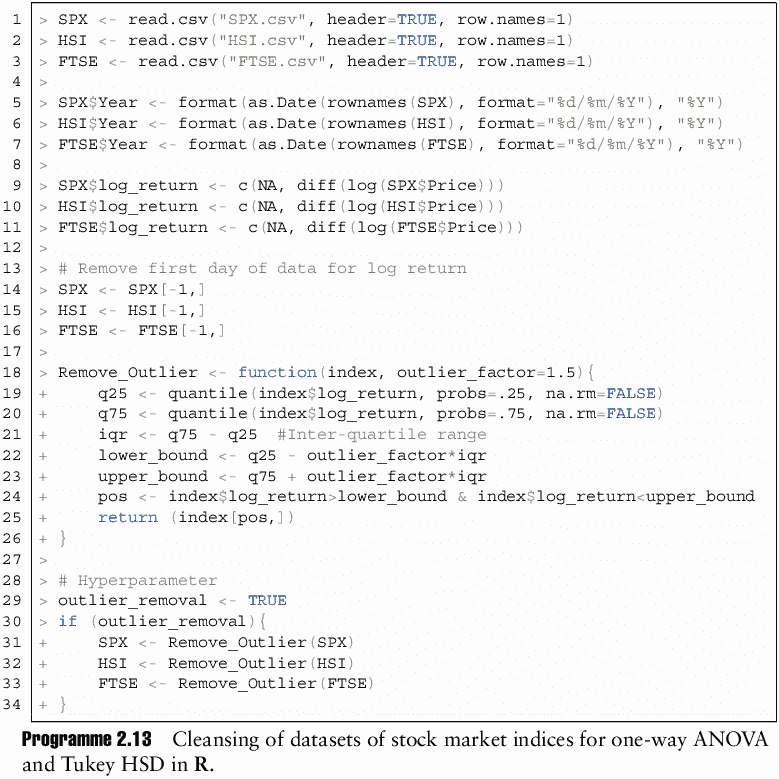 1 > SPX <- read.csv("SPX.csv", header=TRUE, row.names=1)
2 > HSI <- read.csv("HSI.csv", header=TRUE, row.names=1)
3 > FTSE <- read.csv("FTSE.csv", header=TRUE, row.names=1)
4 >
5 > SPX$Year <- format(as.Date(rownames(SPX), format="%d/%m/%Y"), "%Y")
6 > HSI$Year <- format(as.Date(rownames(HSI), format="%d/%m/%Y"), "%Y")
7 > FTSE$Year <- format(as.Date(rownames(FTSE), format="%d/%m/%Y"), "%Y")
8 >
9 > SPX$log_return <- c(NA, diff(log(SPX$Price)))
10 > HSI$log_return <- c(NA, diff(log(HSI$Price)))
11 > FTSE$log_return <- c(NA, diff(log(FTSE$Price)))
12 >
13 > # Remove first day of data for log return
14 > SPX <- SPX[-1,]
15 > HSI <- HSI[-1,]
16 > FTSE <- FTSE[-1,]
17 >
18 > Remove_Outlier <- function(index, outlier_factor=1.5){
19 +     q25 <- quantile(index$log_return, probs=.25, na.rm=FALSE)
20 +     q75 <- quantile(index$log_return, probs=.75, na.rm=FALSE)
21 +     iqr <- q75 - q25  #Inter-quartile range
22 +     lower_bound <- q25 - outlier_factor*iqr
23 +     upper_bound <- q75 + outlier_factor*iqr
24 +     pos <- index$log_return>lower_bound & index$log_return<upper_bound
25 +     return (index[pos,])
26 + }
27 >
28 > # Hyperparameter
29 > outlier_removal <- TRUE
30 > if (outlier_removal){
31 +     SPX <- Remove_Outlier(SPX)
32 +     HSI <- Remove_Outlier(HSI)
33 +     FTSE <- Remove_Outlier(FTSE)
34 + }
Programme 2.13 Cleansing of datasets of stock market indices for one-way ANOVA
and Tukey HSD in R.